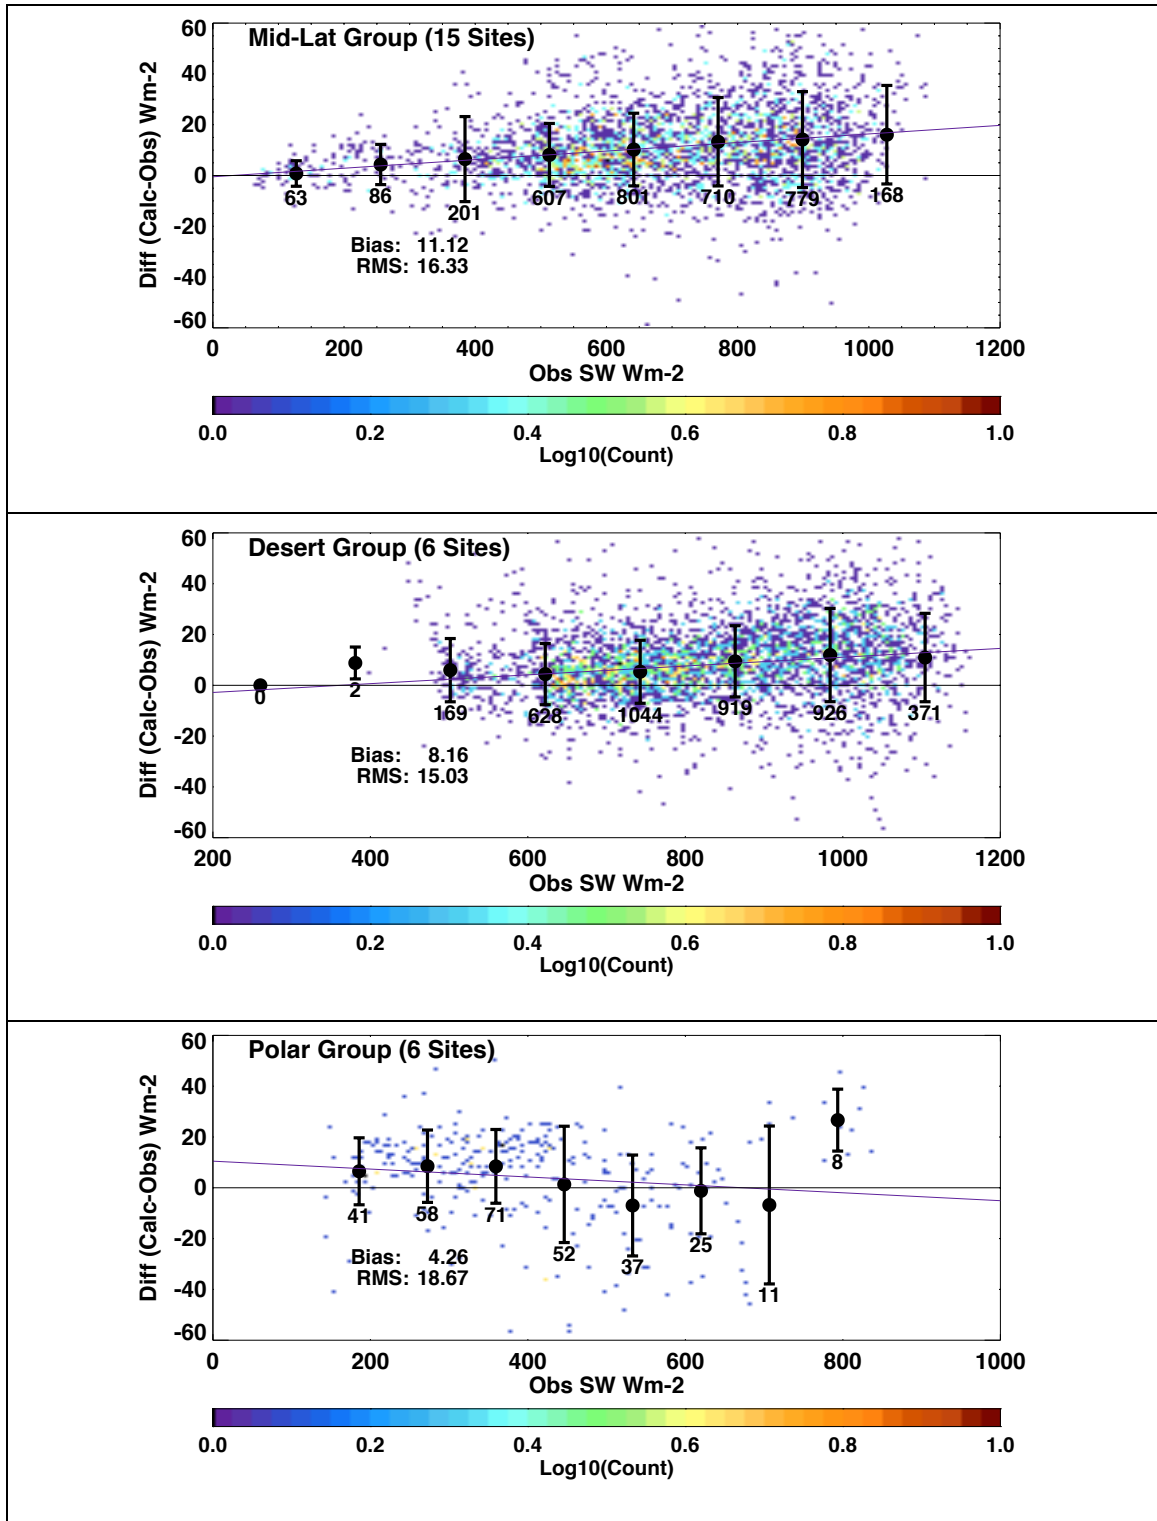 Mid-Lat Group (15 Sites)
60
40
20
0
-20
-40
-60
Diff (Calc-Obs) Wm-2
63
86
201
607
801
710
779
168
Bias: 11.12
RMS: 16.33
0 200 400 600 800 1000 1200
Obs SW Wm-2
0.0 0.2 0.4 0.6 0.8 1.0
Log10(Count)
Desert Group (6 Sites)
60
40
20
0
-20
-40
-60
Diff (Calc-Obs) Wm-2
0
2
169
628
1044
919
926
371
Bias: 8.16
RMS: 15.03
200 400 600 800 1000 1200
Obs SW Wm-2
0.0 0.2 0.4 0.6 0.8 1.0
Log10(Count)
Polar Group (6 Sites)
60
40
20
0
-20
-40
-60
Diff (Calc-Obs) Wm-2
41
58
71
52
37
25
11
8
Bias: 4.26
RMS: 18.67
0 200 400 600 800 1000
Obs SW Wm-2
0.0 0.2 0.4 0.6 0.8 1.0
Log10(Count)